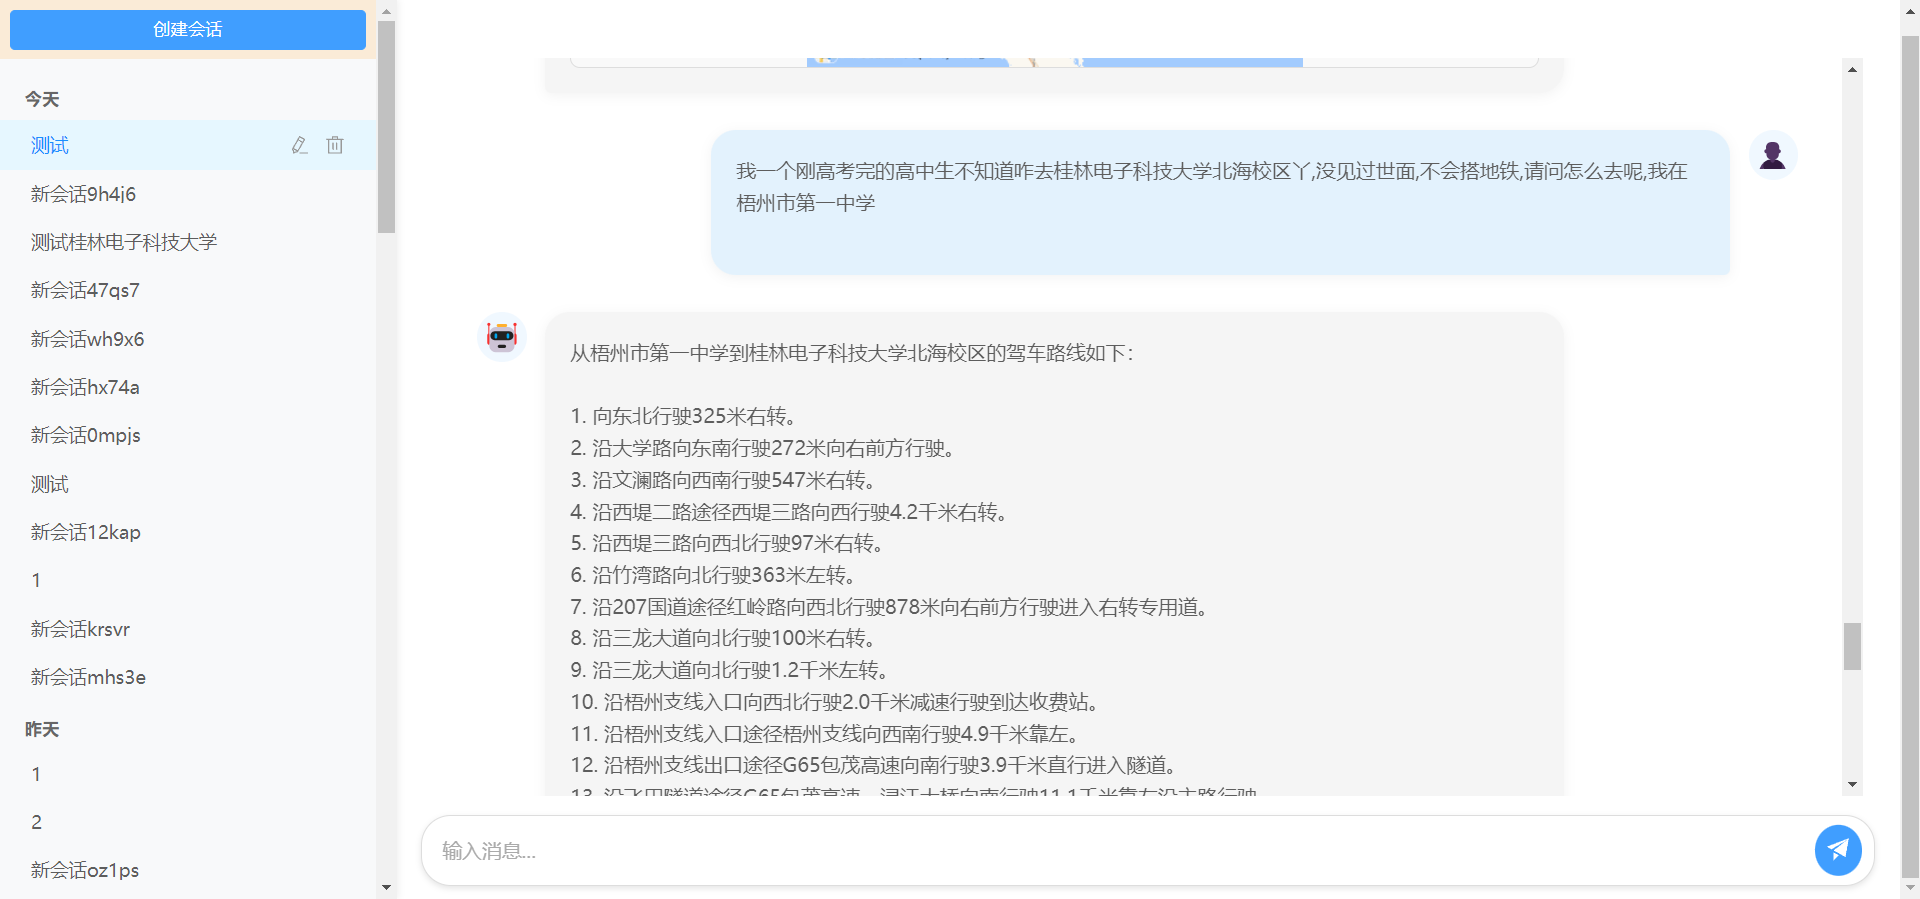 创建会话
今天
测试
新会话9h4j6
测试桂林电子科技大学
新会话47qs7
新会话wh9x6
新会话hx74a
新会话0mpjs
测试
新会话12kap
1
新会话krsvr
新会话mhs3e
昨天
1
2
新会话oz1ps
我一个刚高考完的高中生不知道咋去桂林电子科技大学北海校区丫,没见过世面,不会搭地铁,请问怎么去呢,我在
梧州市第一中学
从梧州市第一中学到桂林电子科技大学北海校区的驾车路线如下：
1. 向东北行驶325米右转。
2. 沿大学路向东南行驶272米向右前方行驶。
3. 沿文澜路向西南行驶547米右转。
4. 沿西堤二路途径西堤三路向西行驶4.2千米右转。
5. 沿西堤三路向西北行驶97米右转。
6. 沿竹湾路向北行驶363米左转。
7. 沿207国道途径红岭路向西北行驶878米向右前方行驶进入右转专用道。
8. 沿三龙大道向北行驶100米右转。
9. 沿三龙大道向北行驶1.2千米左转。
10. 沿梧州支线入口向西北行驶2.0千米减速行驶到达收费站。
11. 沿梧州支线入口途径梧州支线向西南行驶4.9千米靠左。
12. 沿梧州支线出口途径G65包茂高速向南行驶3.9千米直行进入隧道。
输入消息...